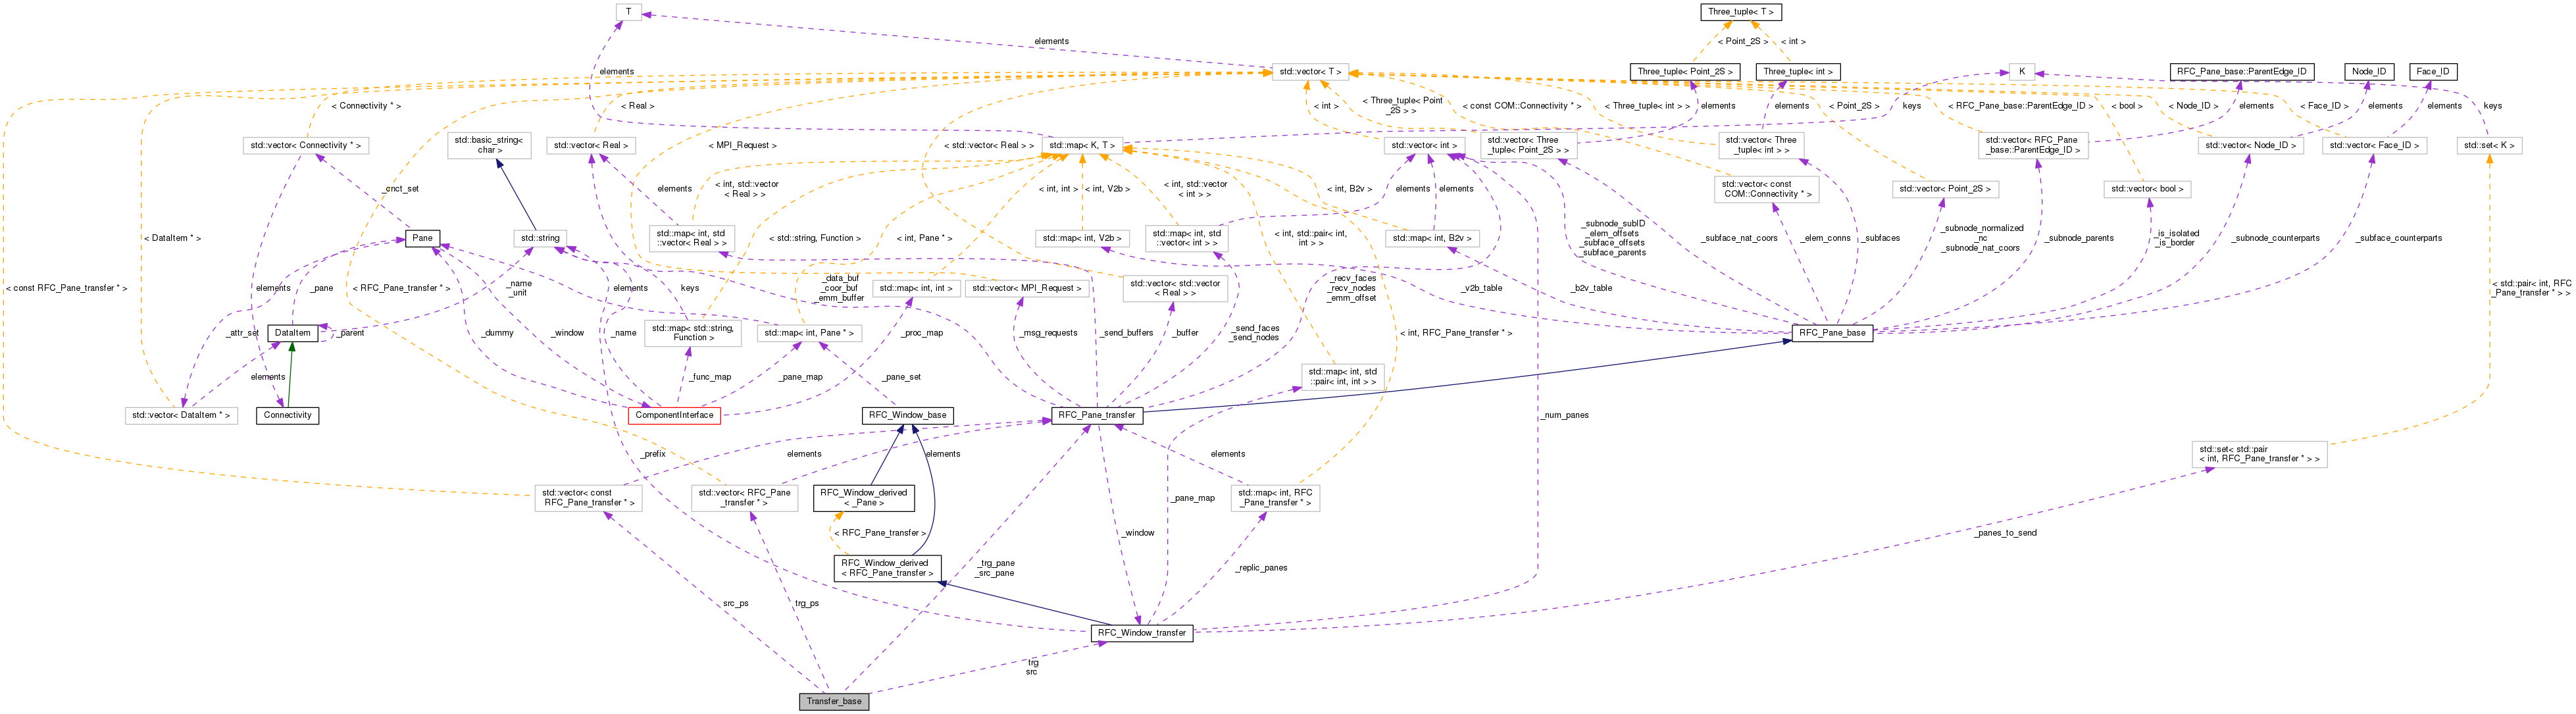 T
Three_tuple< T >
elements
< Point_2S >
< int >
elements
std::vector< T >
Three_tuple< Point_2S >
Three_tuple< int >
K
RFC_Pane_base::ParentEdge_ID
Node_ID
Face_ID
< Connectivity * >
< Real >
< int >
< Three_tuple< Point
_2S > >
< const COM::Connectivity * >
< Three_tuple< int > >
elements
elements
< Point_2S >
keys
< RFC_Pane_base::ParentEdge_ID >
elements
< bool >
< Node_ID >
elements
< Face_ID >
elements
keys
std::vector< Connectivity * >
std::basic_string<
char >
std::vector< Real >
< MPI_Request >
< std::vector< Real > >
std::map< K, T >
std::vector< int >
std::vector< Three
_tuple< Point_2S > >
std::vector< Three
_tuple< int > >
std::vector< RFC_Pane
_base::ParentEdge_ID >
std::vector< Node_ID >
std::vector< Face_ID >
std::set< K >
_cnct_set
elements
< int, std::vector
< Real > >
< int, int >
< int, V2b >
< int, std::vector
< int > >
< int, B2v >
elements
elements
std::vector< const
COM::Connectivity * >
std::vector< Point_2S >
std::vector< bool >
< DataItem * >
Pane
std::string
std::map< int, std
::vector< Real > >
< std::string, Function >
< int, Pane * >
std::map< int, V2b >
std::map< int, std
::vector< int > >
< int, std::pair< int,
int > >
std::map< int, B2v >
_subnode_subID
_elem_offsets
_subface_offsets
_subface_parents
_subface_nat_coors
_elem_conns
_subfaces
_subnode_normalized
_nc
_subnode_nat_coors
_subnode_parents
_is_isolated
_is_border
_subnode_counterparts
_subface_counterparts
< const RFC_Pane_transfer * >
elements
_pane
< RFC_Pane_transfer * >
_name
_unit
elements
keys
_data_buf
_coor_buf
_emm_buffer
std::map< int, int >
std::vector< MPI_Request >
std::vector< std::vector
< Real > >
_recv_faces
_recv_nodes
_emm_offset
_v2b_table
_b2v_table
< std::pair< int, RFC
_Pane_transfer * > >
_attr_set
DataItem
_parent
_dummy
_window
_name
std::map< std::string,
Function >
std::map< int, Pane * >
_proc_map
_msg_requests
_send_buffers
_buffer
_send_faces
_send_nodes
< int, RFC_Pane_transfer * >
RFC_Pane_base
elements
_func_map
_pane_map
_pane_set
std::map< int, std
::pair< int, int > >
std::vector< DataItem * >
Connectivity
ComponentInterface
RFC_Window_base
RFC_Pane_transfer
_num_panes
_prefix
elements
elements
elements
std::set< std::pair
< int, RFC_Pane_transfer * > >
std::vector< const
RFC_Pane_transfer * >
std::vector< RFC_Pane
_transfer * >
RFC_Window_derived
< _Pane >
_pane_map
std::map< int, RFC
_Pane_transfer * >
< RFC_Pane_transfer >
_window
_panes_to_send
RFC_Window_derived
< RFC_Pane_transfer >
_trg_pane
_src_pane
_replic_panes
src_ps
trg_ps
RFC_Window_transfer
trg
src
Transfer_base